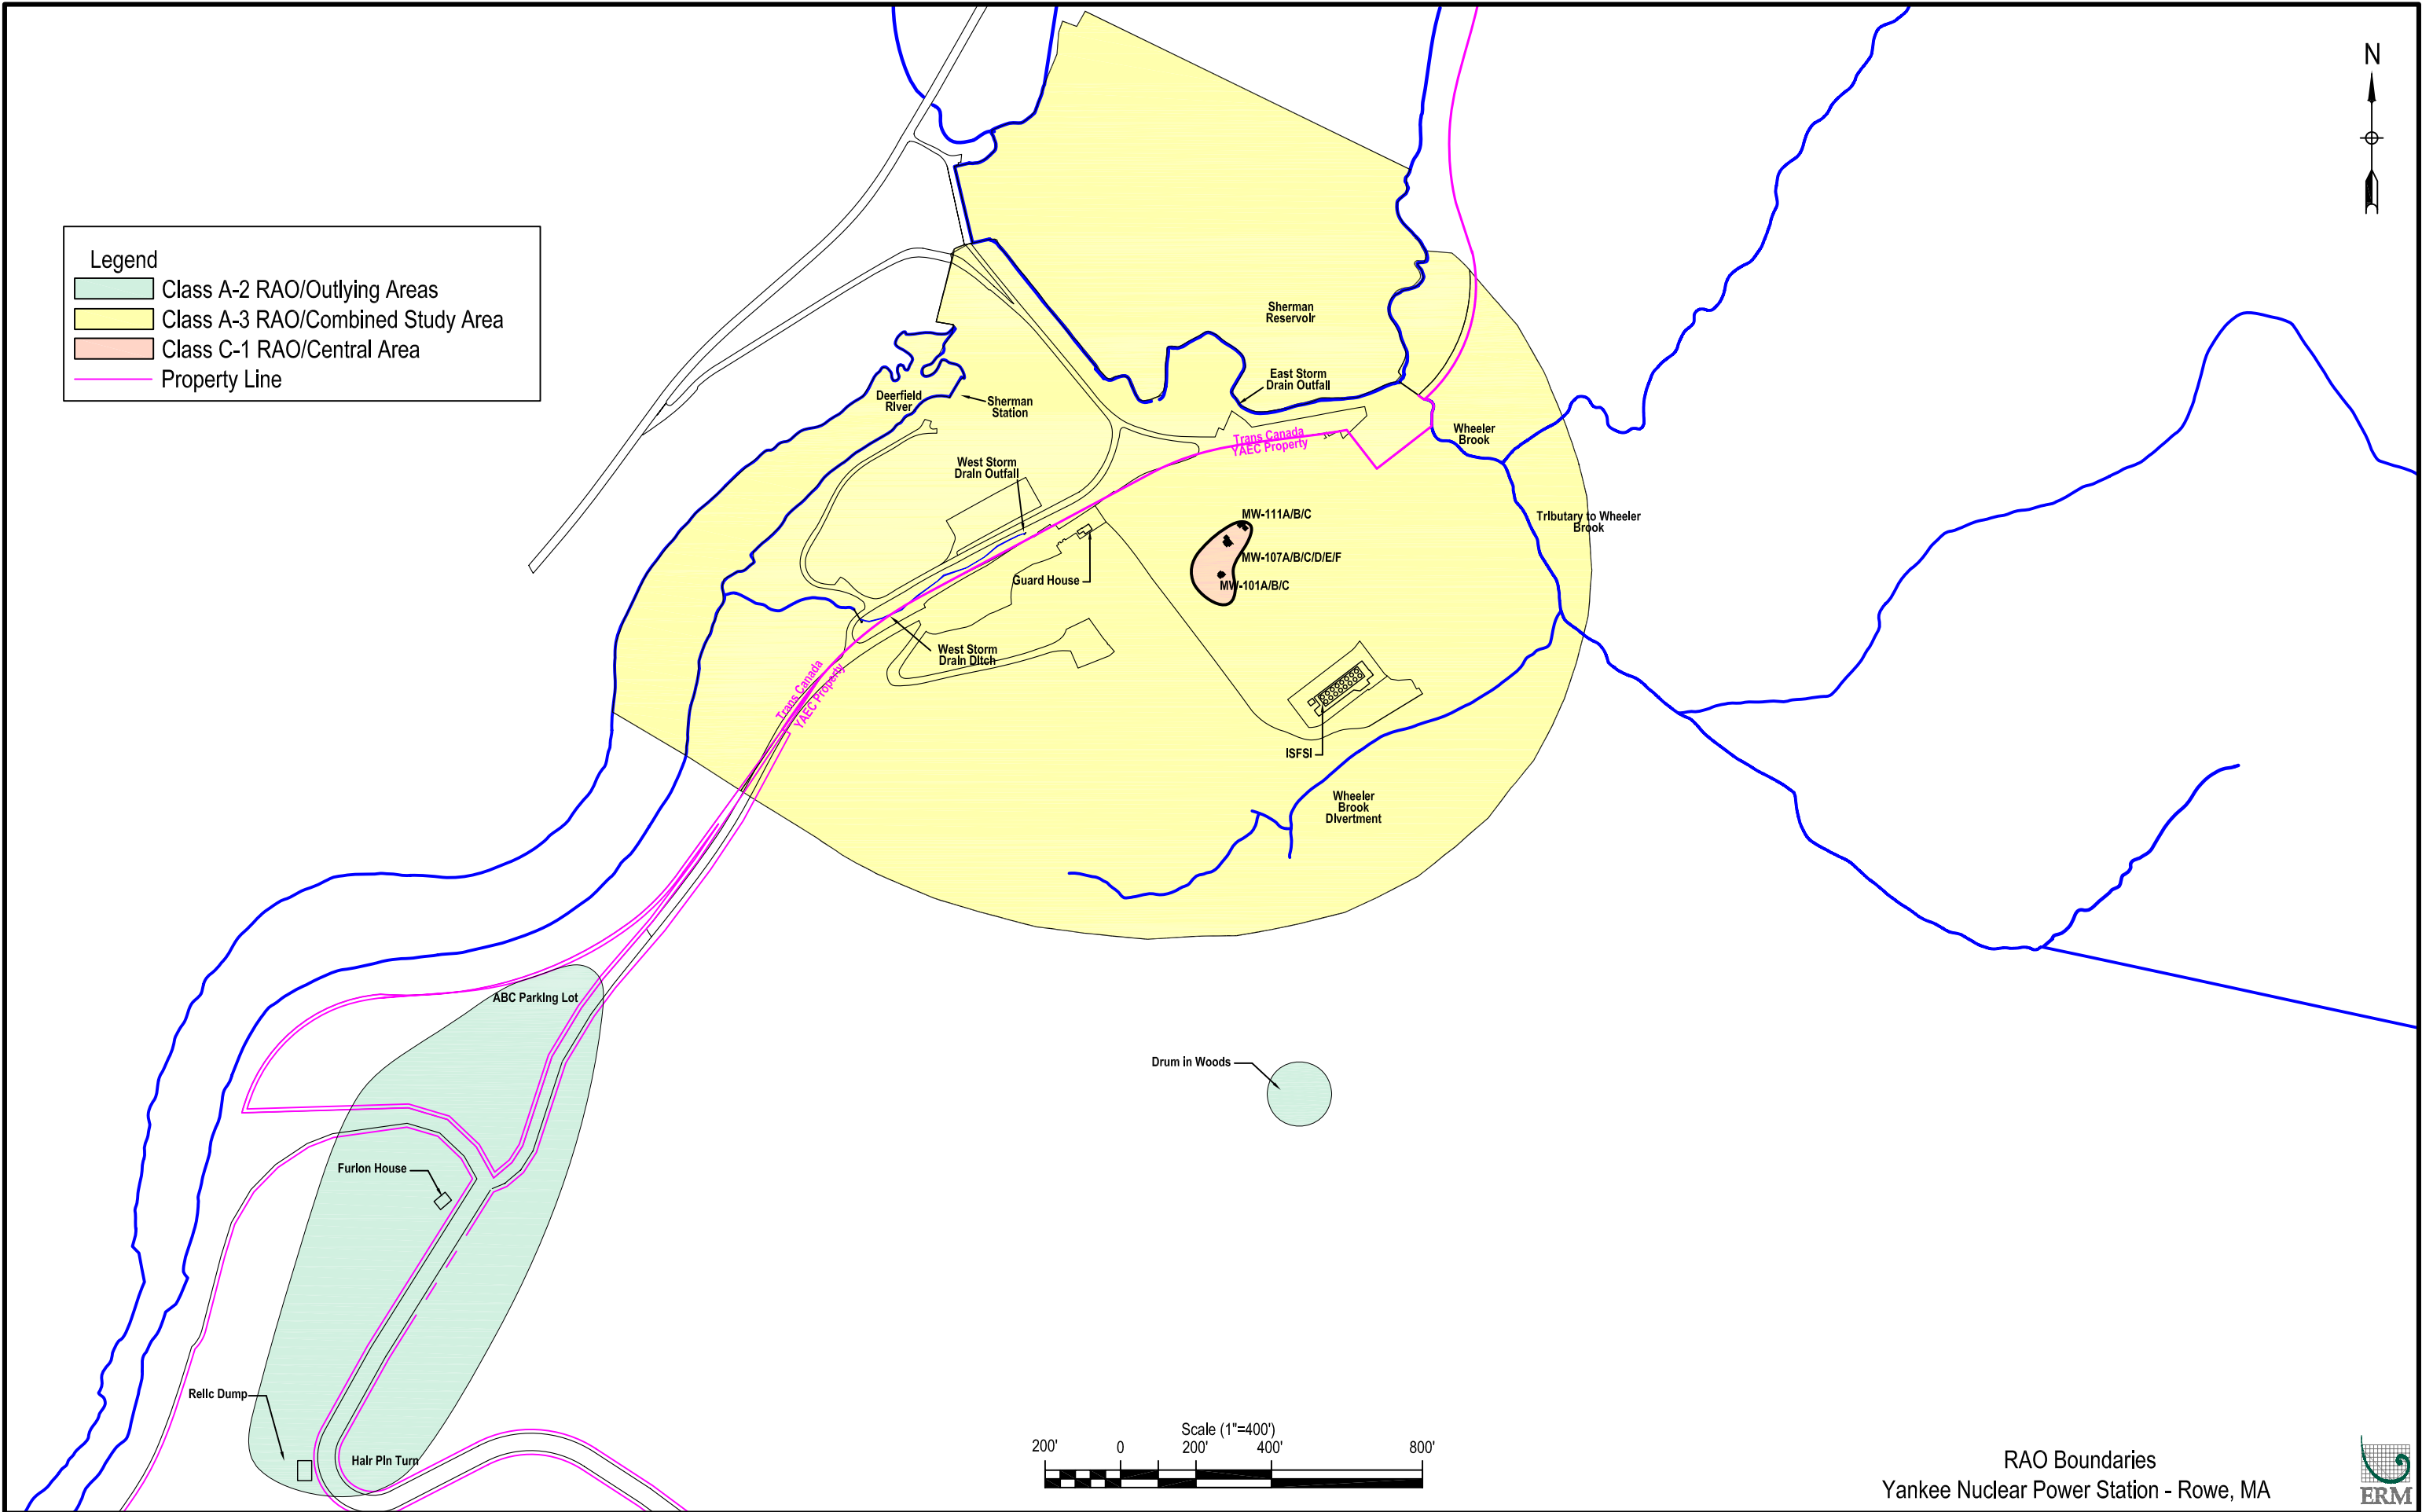 N
Legend
Class A-2 RAO/Outlying Areas
Class A-3 RAO/Combined Study Area
Class C-1 RAO/Central Area
Property Line
Sherman
Reservoir
East Storm
Drain Outfall
Deerfield
River
Sherman
Station
Trans Canada
YAEC Property
Wheeler
Brook
West Storm
Drain Outfall
MW-111A/B/C
Tributary to Wheeler
Brook
MW-107A/B/C/D/E/F
Guard House
MW-101A/B/C
West Storm
Drain Ditch
Trans Canada
YAEC Property
ISFSI
Wheeler
Brook
Divertment
ABC Parking Lot
Drum in Woods
Furlon House
Relic Dump
Hair Pin Turn
Scale (1"=400')
200' 0 200' 400' 800'
RAO Boundaries
Yankee Nuclear Power Station - Rowe, MA
ERM